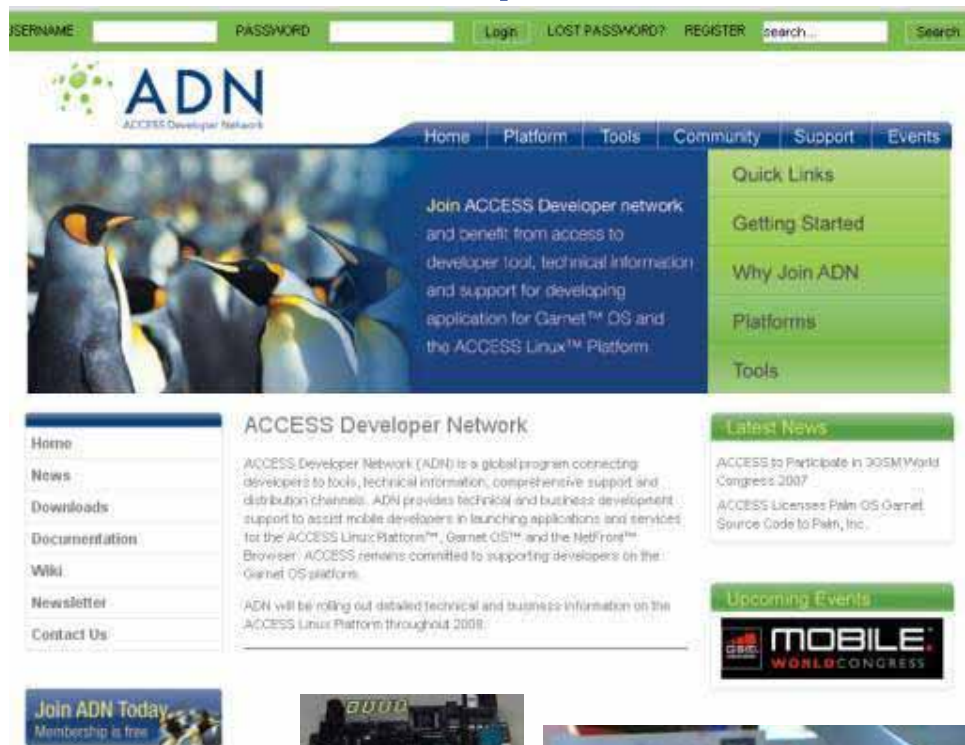 USERNAME PASSWORD Login LOST PASSWORD? REGISTER search... Search
ADN
ACCESS Developer Network
Home Platform Tools Community Support Events
Join ACCESS Developer network
and benefit from access to
developer tool, technical information
and support for developing
application for Garnet™ OS and
the ACCESS Linux™ Platform
Quick Links
Getting Started
Why Join ADN
Platforms
Tools
Home
News
Downloads
Documentation
Wiki
Newsletter
Contact Us
Join ADN Today
Membership is free
ACCESS Developer Network
ACCESS Developer Network (ADN) is a global program connecting
developers to tools, technical information, comprehensive support and
distribution channels. ADN provides technical and business development
support to assist mobile developers in launching applications and services
for the ACCESS Linux Platform™, Garnet OS™ and the NetFront™
Browser. ACCESS remains committed to supporting developers on the
Garnet OS platform.
ADN will be rolling out detailed technical and business information on the
ACCESS Linux Platform throughout 2008.
Latest News
ACCESS to Participate in 3GSM World
Congress 2007
ACCESS Licenses Palm OS Garnet
Source Code to Palm, Inc.
Upcoming Events
GSM MOBILE
WORLD CONGRESS